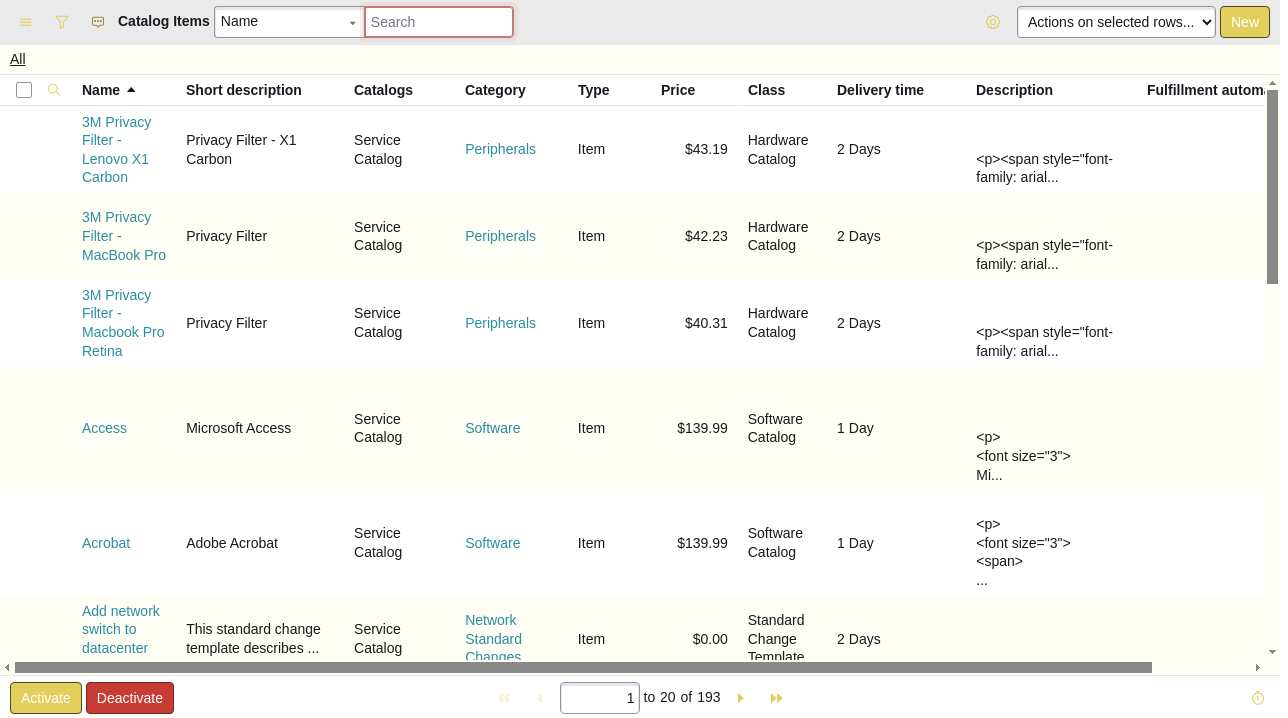 Catalog Items Name Search Actions on selected rows... New
All
Name Short description Catalogs Category Type Price Class Delivery time Description Fulfillment automa
3M Privacy
Filter -
Lenovo X1
Carbon
Privacy Filter - X1
Carbon
Service
Catalog
Peripherals
Item
$43.19
Hardware
Catalog
2 Days
<p><span style="font-
family: arial...
3M Privacy
Filter -
MacBook Pro
Privacy Filter
Service
Catalog
Peripherals
Item
$42.23
Hardware
Catalog
2 Days
<p><span style="font-
family: arial...
3M Privacy
Filter -
Macbook Pro
Retina
Privacy Filter
Service
Catalog
Peripherals
Item
$40.31
Hardware
Catalog
2 Days
<p><span style="font-
family: arial...
Access
Microsoft Access
Service
Catalog
Software
Item
$139.99
Software
Catalog
1 Day
<p>
<font size="3">
Mi...
Acrobat
Adobe Acrobat
Service
Catalog
Software
Item
$139.99
Software
Catalog
1 Day
<p>
<font size="3">
<span>
...
Add network
switch to
datacenter
This standard change
template describes ...
Service
Catalog
Network
Standard
Changes
Item
$0.00
Standard
Change
Template
2 Days
Activate Deactivate 1 to 20 of 193